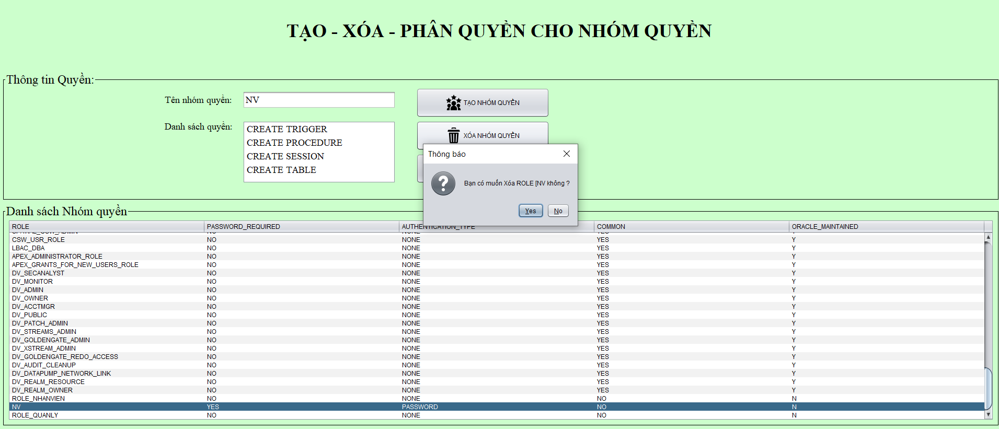 TẠO - XÓA - PHÂN QUYỀN CHO NHÓM QUYỀN
Thông tin Quyền:
Tên nhóm quyền: NV
TẠO NHÓM QUYỀN
Danh sách quyền:
CREATE TRIGGER
CREATE PROCEDURE
CREATE SESSION
CREATE TABLE
XÓA NHÓM QUYỀN
Thông báo
Bạn có muốn Xóa ROLE [NV không ?
Yes No
Danh sách Nhóm quyền
ROLE PASSWORD_REQUIRED AUTHENTICATION_TYPE COMMON ORACLE_MAINTAINED
CSW_USR_ROLE NO NONE YES Y
LBAC_DBA NO NONE YES Y
APEX_ADMINISTRATOR_ROLE NO NONE YES Y
APEX_GRANTS_FOR_NEW_USERS_ROLE NO NONE YES Y
DV_SECANALYST NO NONE YES Y
DV_MONITOR NO NONE YES Y
DV_ADMIN NO NONE YES Y
DV_OWNER NO NONE YES Y
DV_ACCTMGR NO NONE YES Y
DV_PUBLIC NO NONE YES Y
DV_PATCH_ADMIN NO NONE YES Y
DV_STREAMS_ADMIN NO NONE YES Y
DV_GOLDENGATE_ADMIN NO NONE YES Y
DV_XSTREAM_ADMIN NO NONE YES Y
DV_GOLDENGATE_REDO_ACCESS NO NONE YES Y
DV_AUDIT_CLEANUP NO NONE YES Y
DV_DATAPUMP_NETWORK_LINK NO NONE YES Y
DV_REALM_RESOURCE NO NONE YES Y
DV_REALM_OWNER NO NONE YES Y
ROLE_NHANVIEN NO NONE NO N
NV YES PASSWORD NO N
ROLE_QUANLY NO NONE NO N